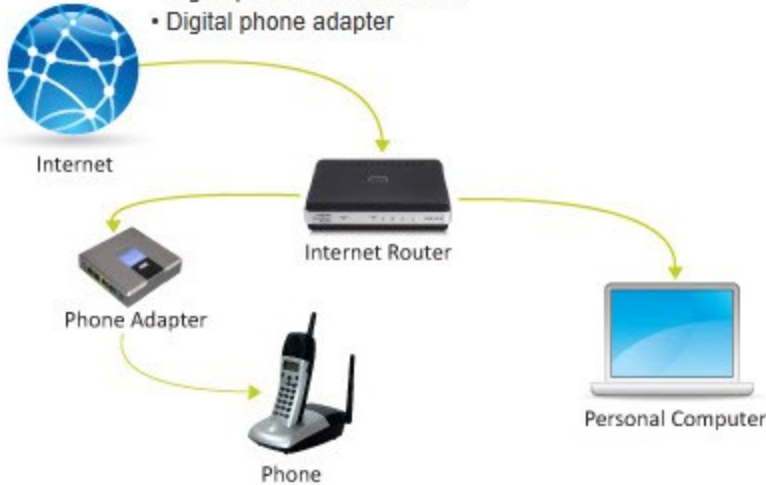 • Digital phone adapter
Internet
Internet Router
Phone Adapter
Personal Computer
Phone